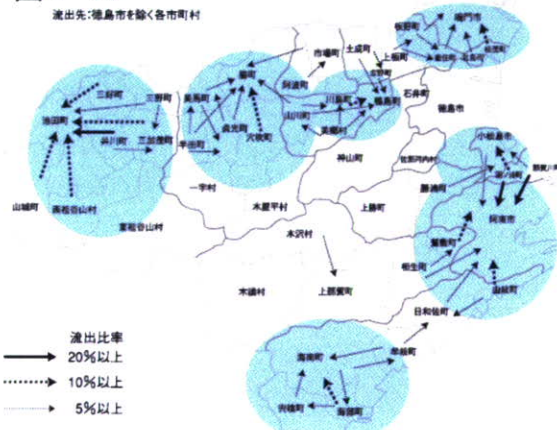 流出先：徳島市を除く各市町村
鳴門市
板野町
松茂町
藍住町
北島町
上板町
土成町
市場町
吉野町
脇町
阿波町
石井町
徳島市
川島町
鴨島町
山川町
美郷村
美馬町
貞光町
穴吹町
半田町
三好町
三野町
池田町
井川町
三加茂町
山城町
西祖谷山村
東祖谷山村
一宇村
木屋平村
神山町
佐那河内村
小松島市
勝浦町
上勝町
阿南市
鷲敷町
相生町
木沢村
木頭村
上那賀町
由岐町
日和佐町
牟岐町
海南町
宍喰町
海部町
流出比率
20%以上
10%以上
5%以上